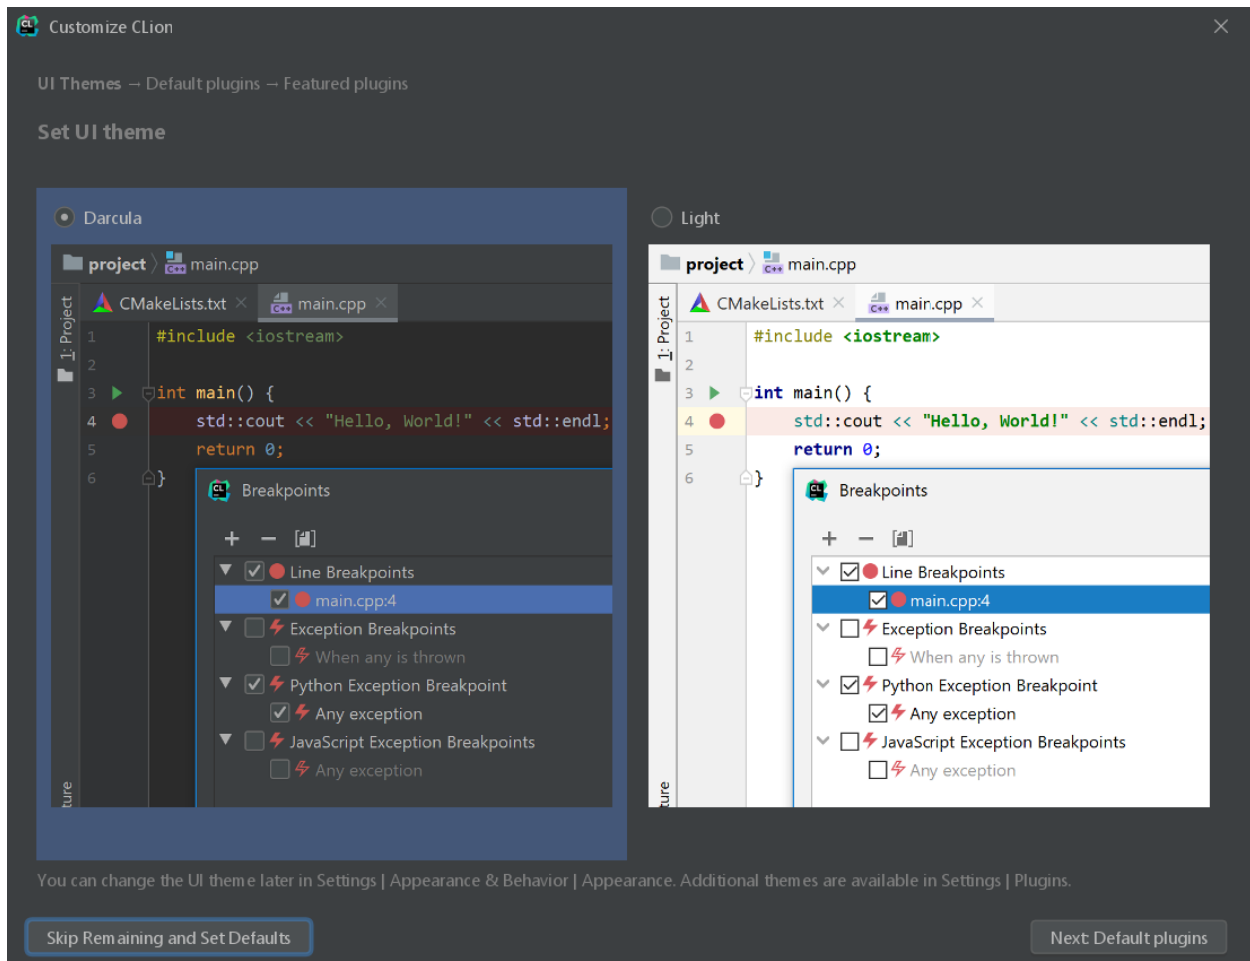 Customize CLion
UI Themes → Default plugins → Featured plugins
Set UI theme
Darcula
project main.cpp
CMakeLists.txt main.cpp
1: Project
1 #include <iostream>
2
3 int main() {
4 std::cout << "Hello, World!" << std::endl;
5 return 0;
6 }
Breakpoints
Line Breakpoints
main.cpp:4
Exception Breakpoints
When any is thrown
Python Exception Breakpoint
Any exception
JavaScript Exception Breakpoints
Any exception
ture
Light
project main.cpp
CMakeLists.txt main.cpp
1: Project
1 #include <iostream>
2
3 int main() {
4 std::cout << "Hello, World!" << std::endl;
5 return 0;
6 }
Breakpoints
Line Breakpoints
main.cpp:4
Exception Breakpoints
When any is thrown
Python Exception Breakpoint
Any exception
JavaScript Exception Breakpoints
Any exception
ture
You can change the UI theme later in Settings | Appearance & Behavior | Appearance. Additional themes are available in Settings | Plugins.
Skip Remaining and Set Defaults
Next: Default plugins